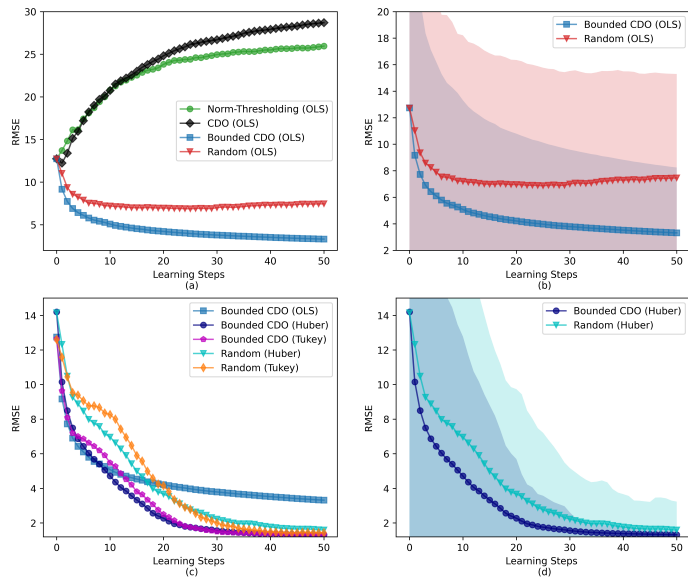 30
25
20
15
10
5
RMSE
Norm-Thresholding (OLS)
CDO (OLS)
Bounded CDO (OLS)
Random (OLS)
0 10 20 30 40 50
Learning Steps
(a)
20
18
16
14
12
10
8
6
4
2
RMSE
Bounded CDO (OLS)
Random (OLS)
0 10 20 30 40 50
Learning Steps
(b)
14
12
10
8
6
4
2
RMSE
Bounded CDO (OLS)
Bounded CDO (Huber)
Bounded CDO (Tukey)
Random (Huber)
Random (Tukey)
0 10 20 30 40 50
Learning Steps
(c)
14
12
10
8
6
4
2
RMSE
Bounded CDO (Huber)
Random (Huber)
0 10 20 30 40 50
Learning Steps
(d)